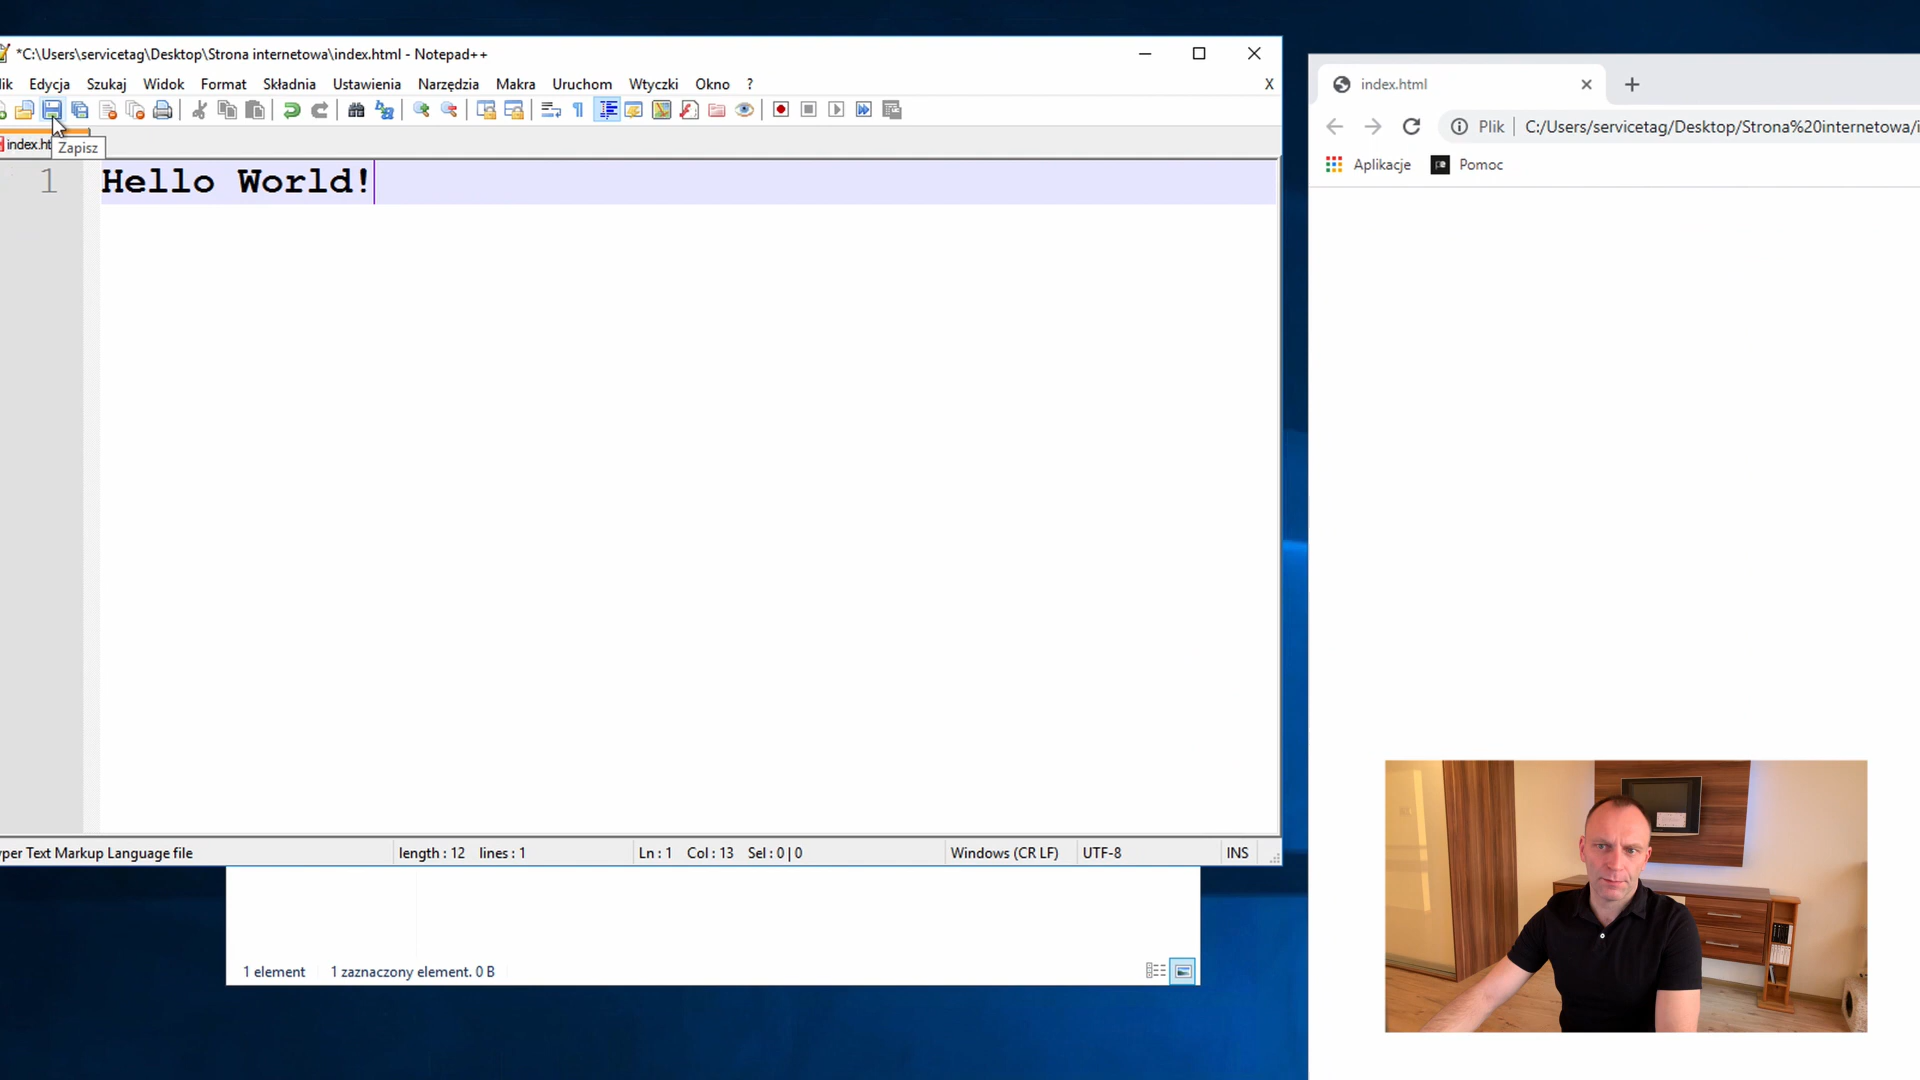 *C:\Users\servicetag\Desktop\Strona internetowa\index.html - Notepad++
ik Edycja Szukaj Widok Format Składnia Ustawienia Narzędzia Makra Uruchom Wtyczki Okno ? X
index.ht
Zapisz
1 Hello World!
yper Text Markup Language file length : 12 lines : 1 Ln : 1 Col : 13 Sel : 0 | 0 Windows (CR LF) UTF-8 INS
1 element 1 zaznaczony element. 0 B
index.html
Plik C:/Users/servicetag/Desktop/Strona%20internetowa/i
Aplikacje Pomoc